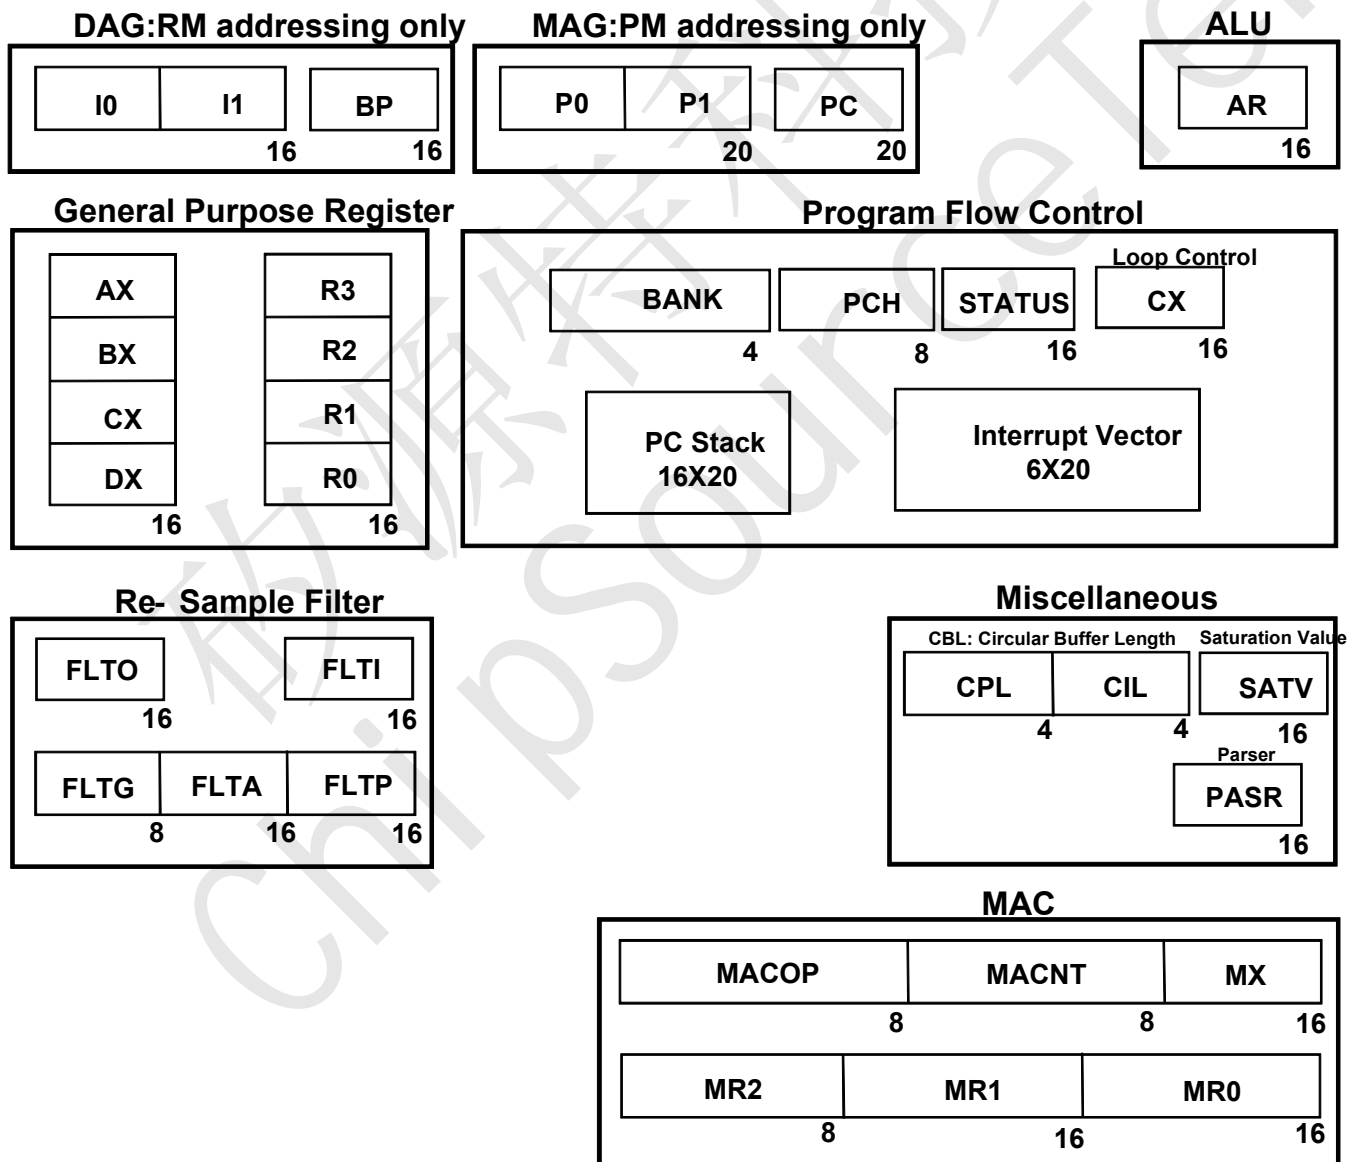 DAG:RM addressing only
MAG:PM addressing only
ALU
I0 I1 BP
16 16
P0 P1 PC
20 20
AR
16
General Purpose Register
Program Flow Control
AX R3
BX R2
CX R1
DX R0
16 16
Loop Control
BANK PCH STATUS CX
4 8 16 16
PC Stack
16X20
Interrupt Vector
6X20
Re- Sample Filter
Miscellaneous
FLTO FLTI
16 16
FLTG FLTA FLTP
8 16 16
CBL: Circular Buffer Length Saturation Value
CPL CIL SATV
4 4 16
Parser
PASR
16
MAC
MACOP MACNT MX
8 8 16
MR2 MR1 MR0
8 16 16